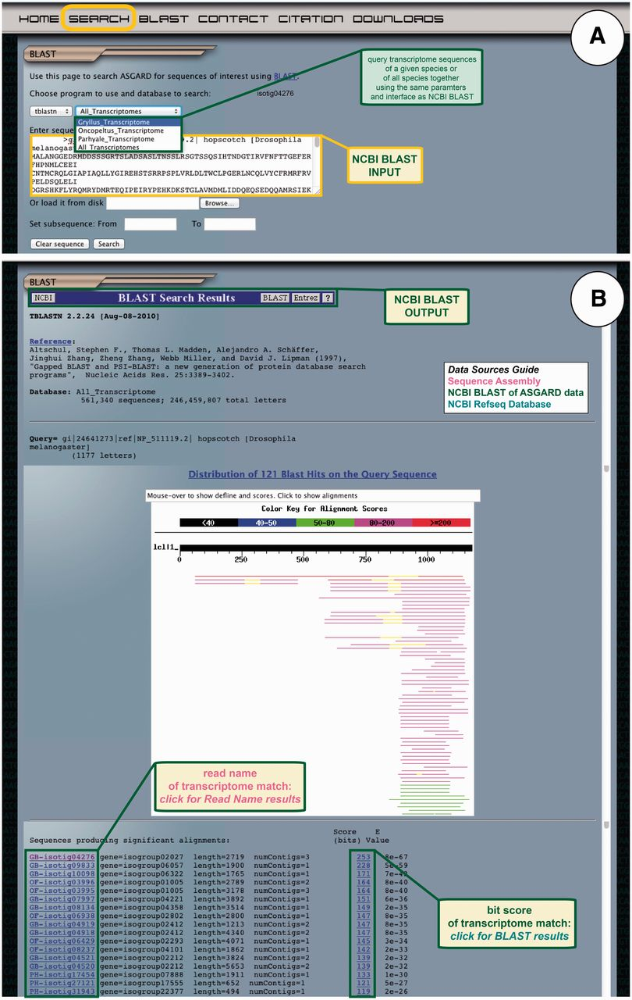 HOME SEARCH BLAST CONTACT CITATION DOWNLOADS
A
BLAST
Use this page to search ASGARD for sequences of interest using BLAST.
Choose program to use and database to search:
isotig04276
query transcriptome sequences
of a given species or
of all species together
using the same paramters
and interface as NCBI BLAST
tblastn
All_Transcriptomes
Gryllus_Transcriptome
Oncopeltus_Transcriptome
Parhyale_Transcriptome
All_Transcriptomes
Enter seque
>g
9.2| hopscotch [Drosophila
melanogaster
MALANGGEDRMDDSSSGRTSLADSASLTNSSLRSGTSSQSIHTNDGTIRVFNFTTGEFER
FHPNMLCEEI
CNTMCRQLGIAPIAQLLYGIREHSTSRRPSPLVRLDLTWCLPGERLNCQLVYCFRMRFRV
PELDSQLELI
DGRSHKFLYRQMRYDMRTEQIPEIRYPEHKDKSTGLAVMDMLIDDQEQSEDQQAMRSIEK
NCBI BLAST
INPUT
Or load it from disk
Browse...
Set subsequence: From
To
Clear sequence
Search
B
BLAST
NCBI
BLAST Search Results
BLAST
Entrez
?
NCBI BLAST
OUTPUT
TBLASTN 2.2.24 [Aug-08-2010]
Reference:
Altschul, Stephen F., Thomas L. Madden, Alejandro A. Schäffer,
Jinghui Zhang, Zheng Zhang, Webb Miller, and David J. Lipman (1997),
"Gapped BLAST and PSI-BLAST: a new generation of protein database search
programs", Nucleic Acids Res. 25:3389-3402.
Data Sources Guide
Sequence Assembly
NCBI BLAST of ASGARD data
NCBI Refseq Database
Database: All_Transcriptome
561,340 sequences; 246,459,807 total letters
Query= gi|24641273|ref|NP_511119.2| hopscotch [Drosophila
melanogaster]
(1177 letters)
Distribution of 121 Blast Hits on the Query Sequence
Mouse-over to show defline and scores. Click to show alignments
Color Key for Alignment Scores
<40 40-50 50-80 80-200 >=200
lcl|1_
0 250 500 750 1000
read name
of transcriptome match:
click for Read Name results
Score E
Sequences producing significant alignments: (bits) Value
GB-isotig04276 gene=isogroup02027 length=2719 numContigs=3 253 8e-67
GB-isotig09833 gene=isogroup06057 length=1900 numContigs=1 228 5e-59
GB-isotig10098 gene=isogroup06322 length=1765 numContigs=1 171 7e-42
OF-isotig03996 gene=isogroup01005 length=2789 numContigs=2 164 8e-40
OF-isotig03995 gene=isogroup01005 length=3178 numContigs=3 164 8e-40
GB-isotig07997 gene=isogroup04221 length=3892 numContigs=1 151 6e-36
GB-isotig08134 gene=isogroup04358 length=3514 numContigs=1 149 2e-35
OF-isotig06938 gene=isogroup02802 length=2800 numContigs=1 147 8e-35
GB-isotig04919 gene=isogroup02412 length=1213 numContigs=2 147 8e-35
GB-isotig04918 gene=isogroup02412 length=4340 numContigs=2 147 8e-35
OF-isotig06429 gene=isogroup02293 length=4071 numContigs=1 145 3e-34
OF-isotig08237 gene=isogroup04101 length=1862 numContigs=1 142 2e-33
GB-isotig04521 gene=isogroup02212 length=3824 numContigs=2 139 2e-32
GB-isotig04520 gene=isogroup02212 length=5653 numContigs=2 139 2e-32
PH-isotig17454 gene=isogroup07888 length=1911 numContigs=1 133 1e-30
PH-isotig27121 gene=isogroup17555 length=652 numContigs=1 121 5e-27
PH-isotig31943 gene=isogroup22377 length=494 numContigs=1 119 2e-26
bit score
of transcriptome match:
click for BLAST results